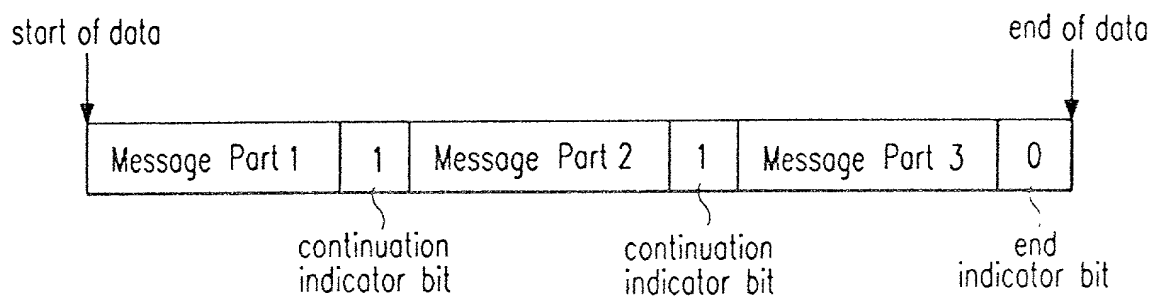 start of data
end of data
Message Part 1
1
Message Part 2
1
Message Part 3
0
continuation
indicator bit
continuation
indicator bit
end
indicator bit